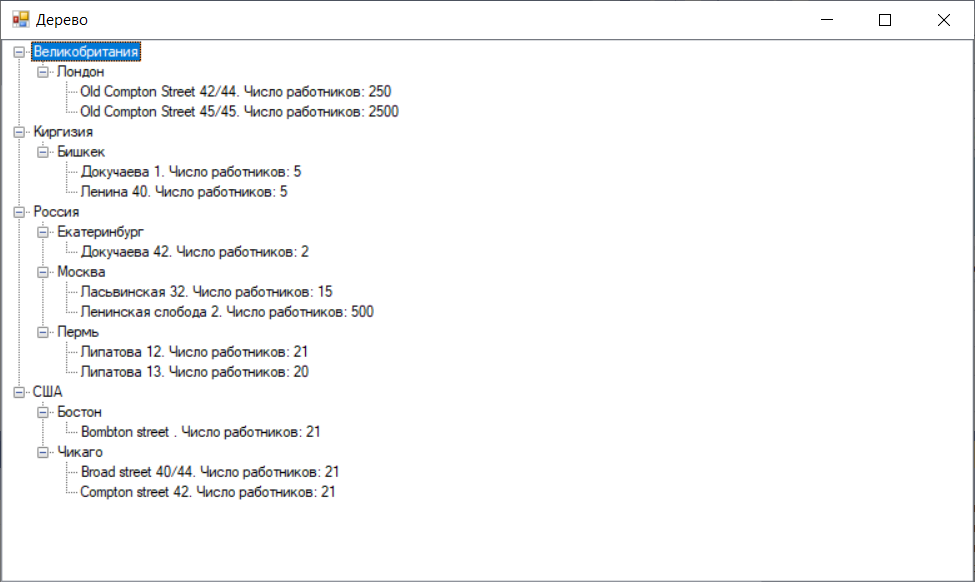 Дерево
Великобритания
Лондон
Old Compton Street 42/44. Число работников: 250
Old Compton Street 45/45. Число работников: 2500
Киргизия
Бишкек
Докучаева 1. Число работников: 5
Ленина 40. Число работников: 5
Россия
Екатеринбург
Докучаева 42. Число работников: 2
Москва
Ласьвинская 32. Число работников: 15
Ленинская слобода 2. Число работников: 500
Пермь
Липатова 12. Число работников: 21
Липатова 13. Число работников: 20
США
Бостон
Bombton street . Число работников: 21
Чикаго
Broad street 40/44. Число работников: 21
Compton street 42. Число работников: 21